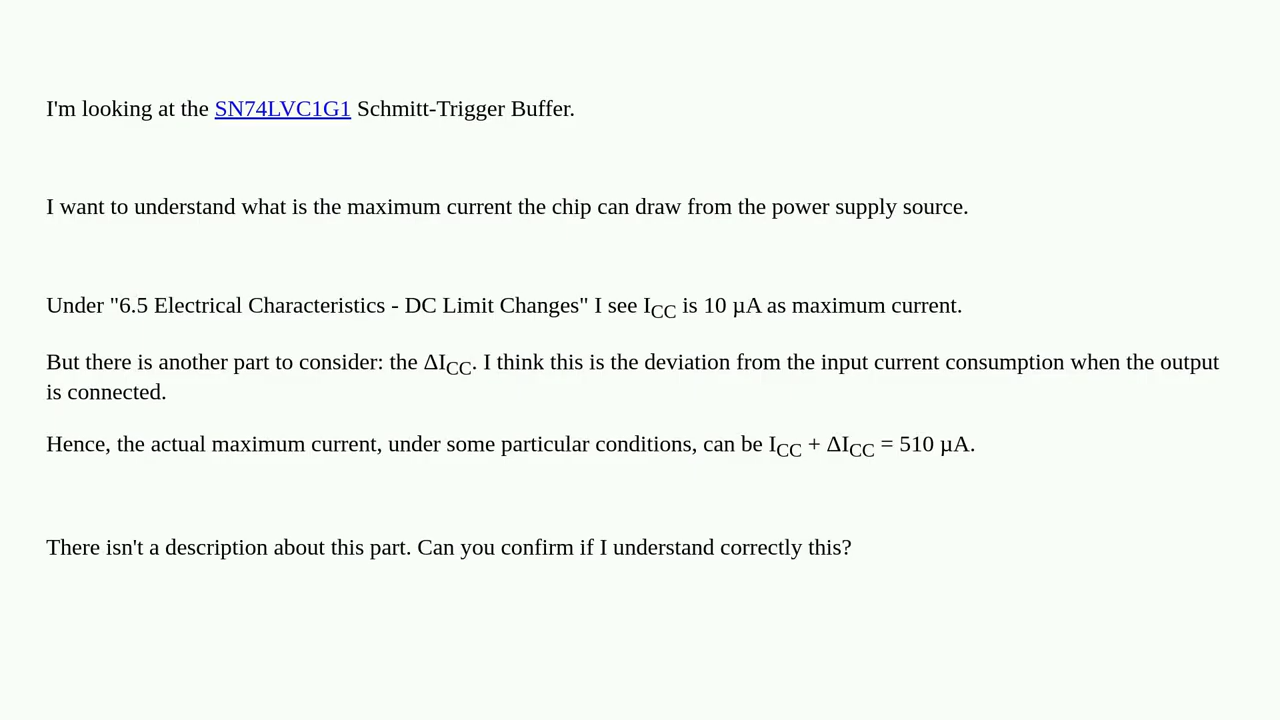 I'm looking at the SN74LVC1G1 Schmitt-Trigger Buffer.
I want to understand what is the maximum current the chip can draw from the power supply source.
Under "6.5 Electrical Characteristics - DC Limit Changes" I see ICC is 10 µA as maximum current.
But there is another part to consider: the ΔICC. I think this is the deviation from the input current consumption when the output
is connected.
Hence, the actual maximum current, under some particular conditions, can be ICC + ΔICC = 510 µA.
There isn't a description about this part. Can you confirm if I understand correctly this?